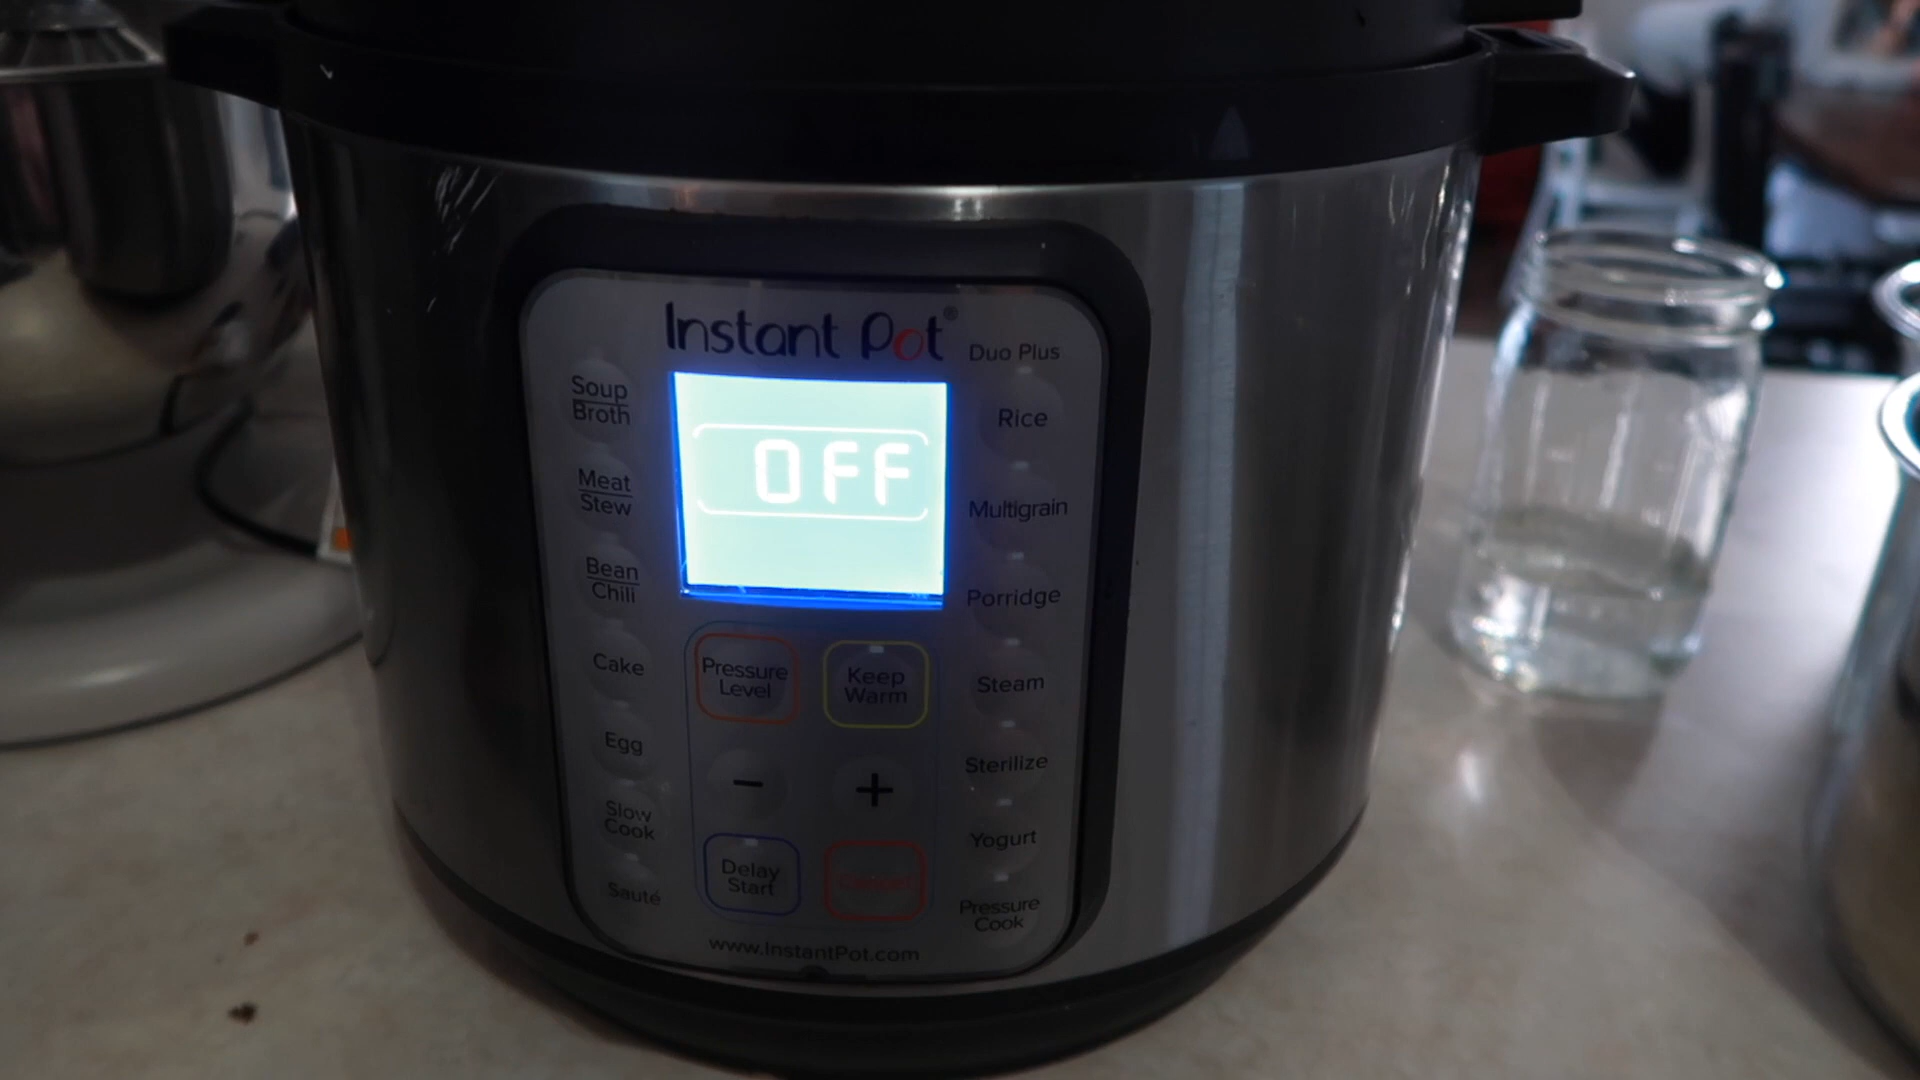 Instant Pot®
Duo Plus
OFF
Soup
Broth
Meat
Stew
Bean
Chili
Cake
Egg
Slow
Cook
Sauté
Pressure
Level
Keep
Warm
−
+
Delay
Start
Cancel
Rice
Multigrain
Porridge
Steam
Sterilize
Yogurt
Pressure
Cook
www.InstantPot.com